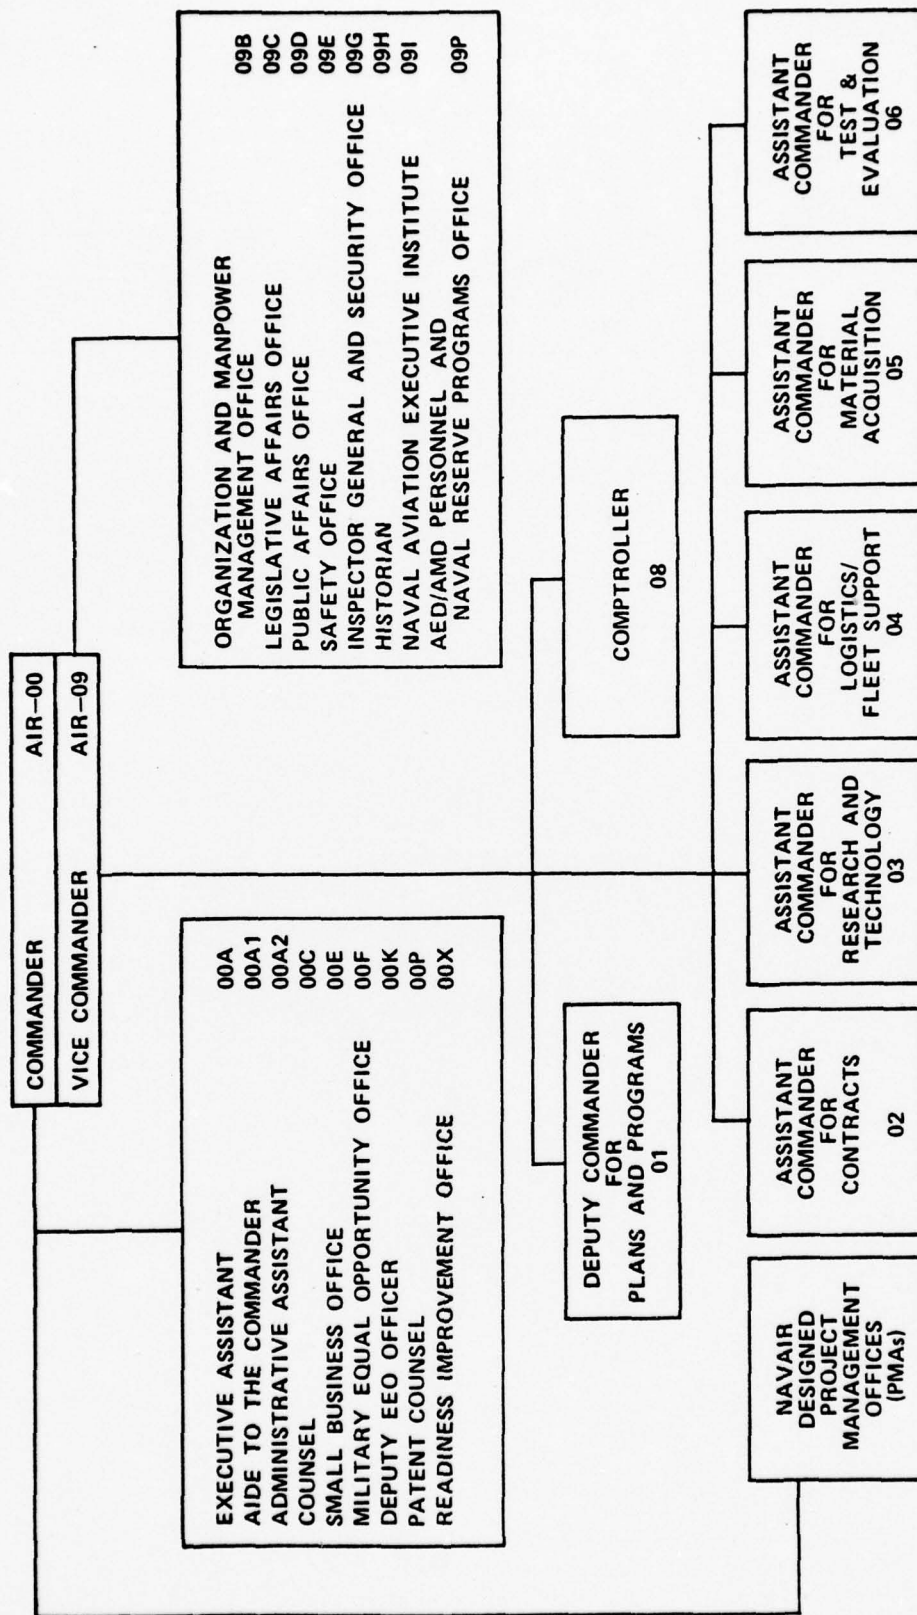 COMMANDER AIR-00
VICE COMMANDER AIR-09
EXECUTIVE ASSISTANT 00A
AIDE TO THE COMMANDER 00A1
ADMINISTRATIVE ASSISTANT 00A2
COUNSEL 00C
SMALL BUSINESS OFFICE 00E
MILITARY EQUAL OPPORTUNITY OFFICE 00F
DEPUTY EEO OFFICER 00K
PATENT COUNSEL 00P
READINESS IMPROVEMENT OFFICE 00X
ORGANIZATION AND MANPOWER
MANAGEMENT OFFICE 09B
LEGISLATIVE AFFAIRS OFFICE 09C
PUBLIC AFFAIRS OFFICE 09D
SAFETY OFFICE 09E
INSPECTOR GENERAL AND SECURITY OFFICE 09G
HISTORIAN 09H
NAVAL AVIATION EXECUTIVE INSTITUTE 09I
AED/AMD PERSONNEL AND
NAVAL RESERVE PROGRAMS OFFICE 09P
DEPUTY COMMANDER
FOR
PLANS AND PROGRAMS
01
COMPTROLLER
08
NAVAIR
DESIGNED
PROJECT
MANAGEMENT
OFFICES
(PMAs)
ASSISTANT
COMMANDER
FOR
CONTRACTS
02
ASSISTANT
COMMANDER
FOR
RESEARCH AND
TECHNOLOGY
03
ASSISTANT
COMMANDER
FOR
LOGISTICS/
FLEET SUPPORT
04
ASSISTANT
COMMANDER
FOR
MATERIAL
ACQUISITION
05
ASSISTANT
COMMANDER
FOR
TEST &
EVALUATION
06